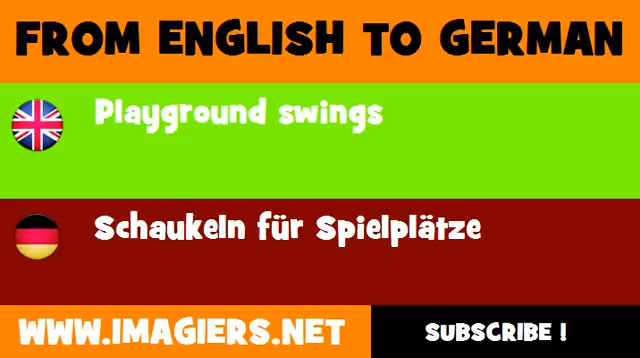 FROM ENGLISH TO GERMAN
Playground swings
Schaukeln für Spielplätze
WWW.IMAGIERS.NET
SUBSCRIBE !